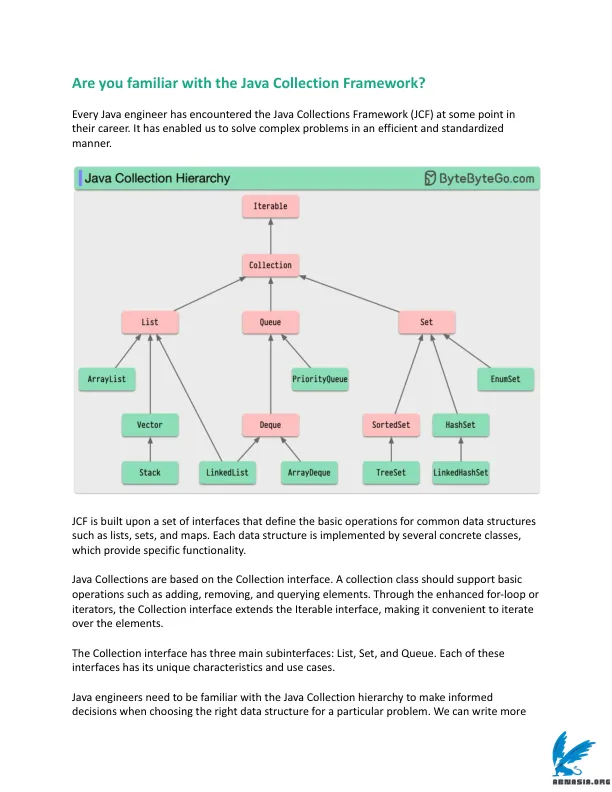 Are you familiar with the Java Collection Framework?
Every Java engineer has encountered the Java Collections Framework (JCF) at some point in
their career. It has enabled us to solve complex problems in an efficient and standardized
manner.
Java Collection Hierarchy
ByteByteGo.com
Iterable
Collection
List
Queue
Set
ArrayList
PriorityQueue
EnumSet
Vector
Deque
SortedSet
HashSet
Stack
LinkedList
ArrayDeque
TreeSet
LinkedHashSet
JCF is built upon a set of interfaces that define the basic operations for common data structures
such as lists, sets, and maps. Each data structure is implemented by several concrete classes,
which provide specific functionality.
Java Collections are based on the Collection interface. A collection class should support basic
operations such as adding, removing, and querying elements. Through the enhanced for-loop or
iterators, the Collection interface extends the Iterable interface, making it convenient to iterate
over the elements.
The Collection interface has three main subinterfaces: List, Set, and Queue. Each of these
interfaces has its unique characteristics and use cases.
Java engineers need to be familiar with the Java Collection hierarchy to make informed
decisions when choosing the right data structure for a particular problem. We can write more
ABNASIA.ORG